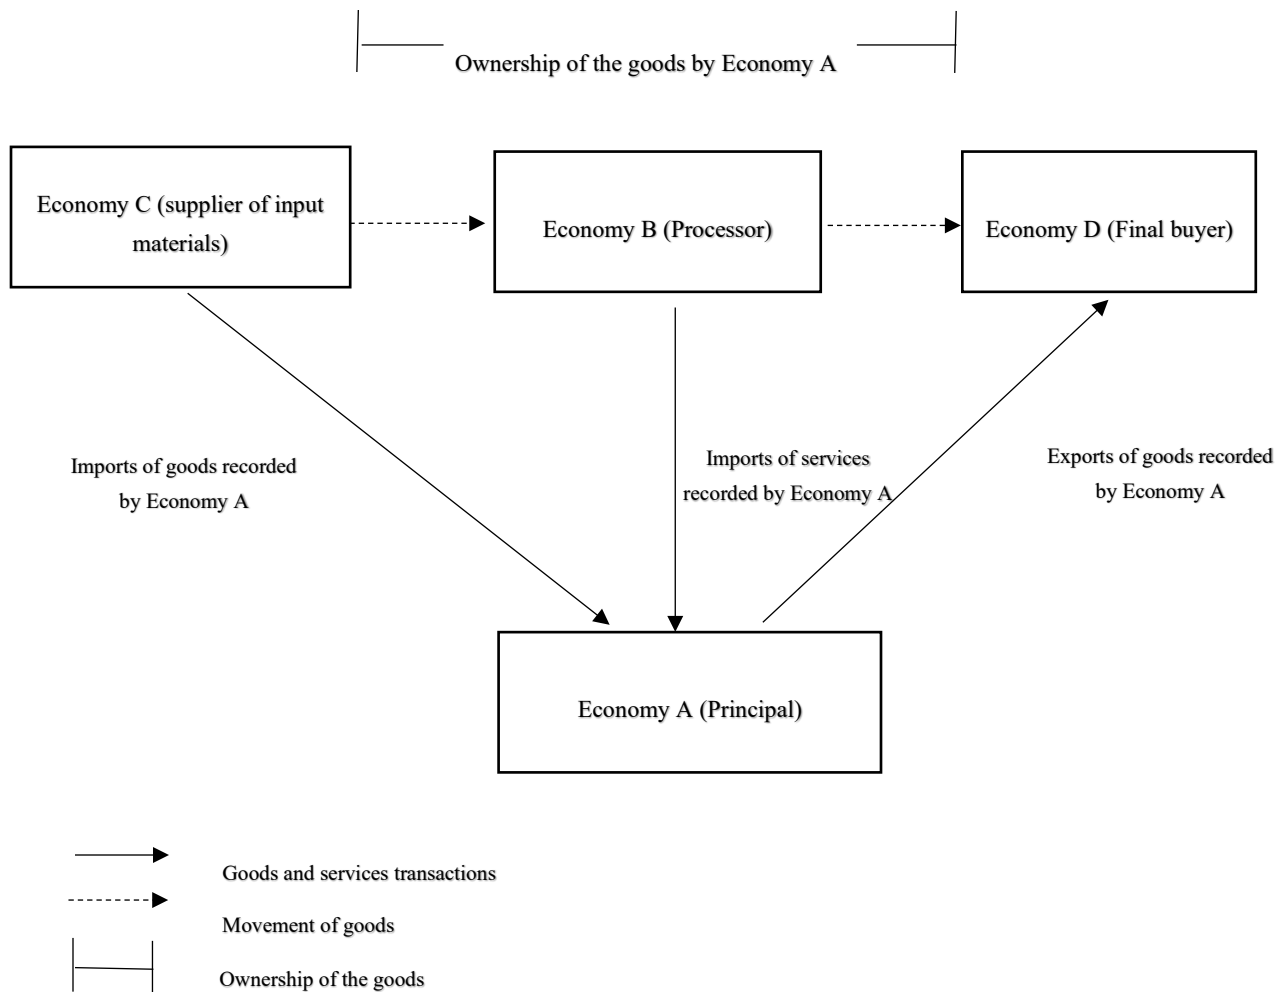 Ownership of the goods by Economy A
Economy C (supplier of input
materials)
Economy B (Processor)
Economy D (Final buyer)
Imports of goods recorded
by Economy A
Imports of services
recorded by Economy A
Exports of goods recorded
by Economy A
Economy A (Principal)
Goods and services transactions
Movement of goods
Ownership of the goods